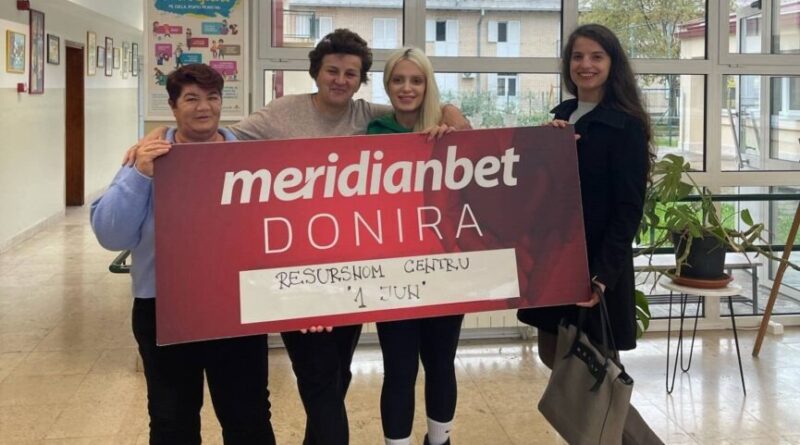 meridianbet
DONIRA
RESURSNOM CENTRU
"1 JUN"